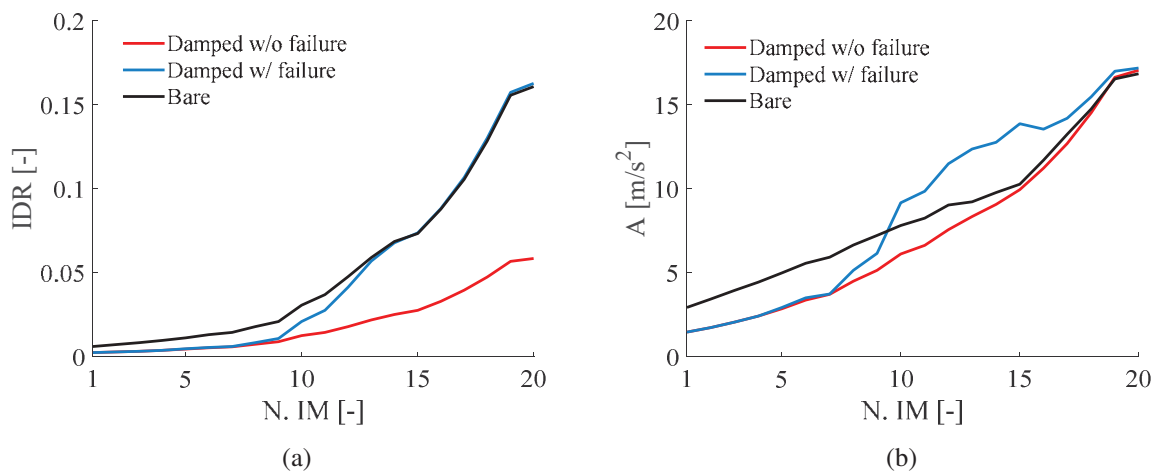 0.2
0.15
0.1
0.05
0
IDR [-]
Damped w/o failure
Damped w/ failure
Bare
1 5 10 15 20
N. IM [-]
(a)
20
15
10
5
0
A [m/s²]
Damped w/o failure
Damped w/ failure
Bare
1 5 10 15 20
N. IM [-]
(b)